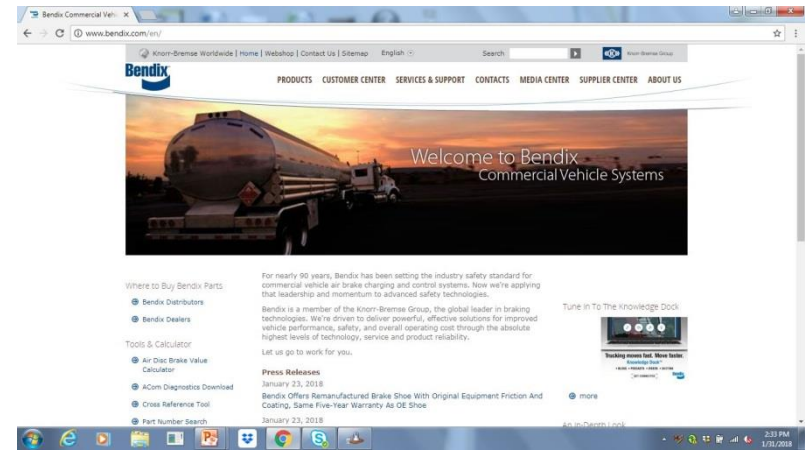 Bendix Commercial Vehi
www.bendix.com/en/
Knorr-Bremse Worldwide | Home | Webshop | Contact Us | Sitemap English Search Knorr-Bremse Group
Bendix
PRODUCTS CUSTOMER CENTER SERVICES & SUPPORT CONTACTS MEDIA CENTER SUPPLIER CENTER ABOUT US
Welcome to Bendix
Commercial Vehicle Systems
Where to Buy Bendix Parts
Bendix Distributors
Bendix Dealers
Tools & Calculator
Air Disc Brake Value
Calculator
ACom Diagnostics Download
Cross Reference Tool
Part Number Search
For nearly 90 years, Bendix has been setting the industry safety standard for
commercial vehicle air brake charging and control systems. Now we're applying
that leadership and momentum to advanced safety technologies.
Bendix is a member of the Knorr-Bremse Group, the global leader in braking
technologies. We're driven to deliver powerful, effective solutions for improved
vehicle performance, safety, and overall operating cost through the absolute
highest levels of technology, service and product reliability.
Let us go to work for you.
Press Releases
January 23, 2018
Bendix Offers Remanufactured Brake Shoe With Original Equipment Friction And
Coating, Same Five-Year Warranty As OE Shoe
January 23, 2018
Tune In To The Knowledge Dock
Trucking moves fast. Move faster.
Knowledge Dock
more
An In-Depth Look
2:33 PM
1/31/2018